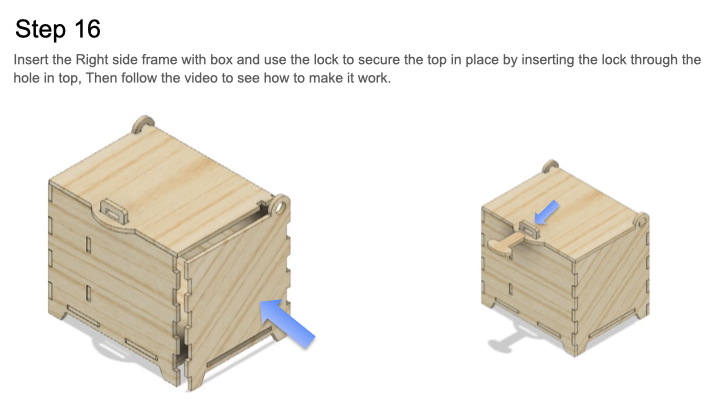 Step 16
Insert the Right side frame with box and use the lock to secure the top in place by inserting the lock through the
hole in top, Then follow the video to see how to make it work.